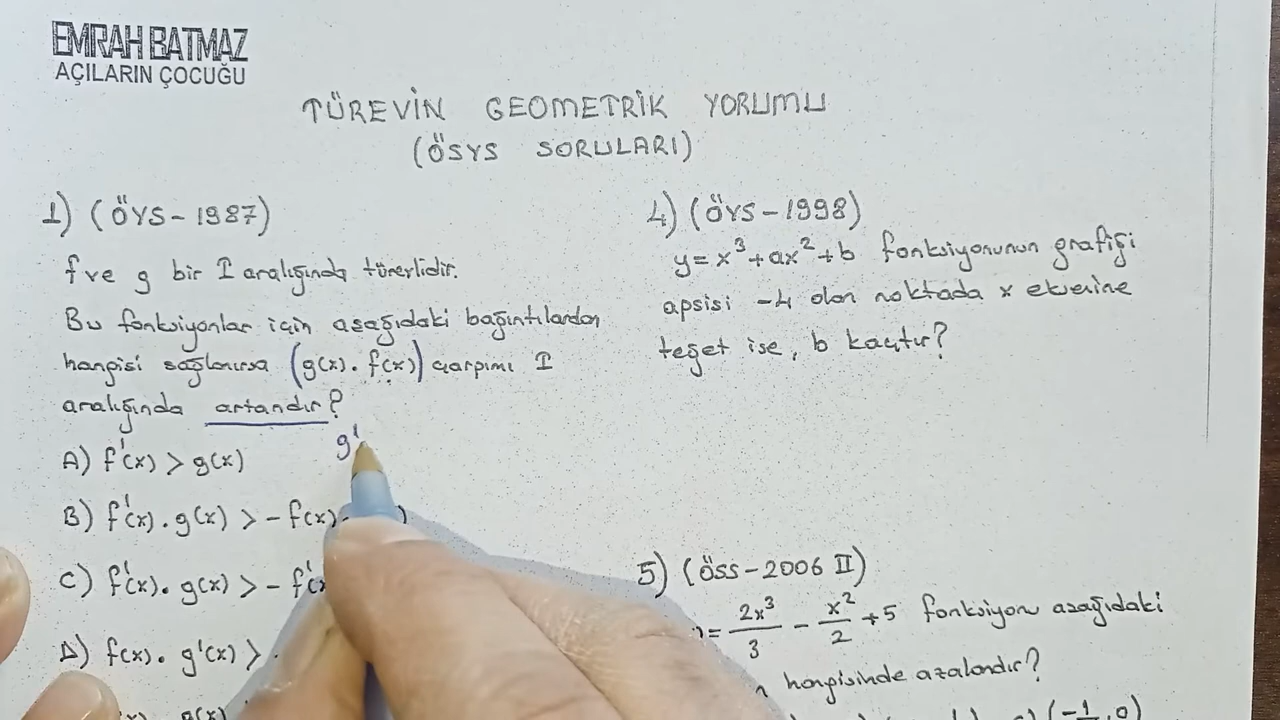 EMRAH BATMAZ
AÇILARIN ÇOCUĞU
TÜREVİN GEOMETRİK YORUMU
(ÖSYS SORULARI)
1) (ÖYS-1987)
f ve g bir I aralığında türevlidir.
Bu fonksiyonlar için aşağıdaki bağıntılardan
hangisi sağlanırsa (g(x).f(x)) çarpımı I
aralığında artandır?
g'
A) f'(x) > g(x)
B) f'(x).g(x) > -f(x)
C) f'(x).g(x) > -f'(x
D) f(x).g'(x) >
g(x)
4) (ÖYS-1998)
y=x³+ax²+b fonksiyonunun grafiği
apsisi -4 olan noktada x eksenine
teğet ise, b kaçtır?
5) (ÖSS-2006 II)
)= 2x³/3 - x²/2 +5 fonksiyonu aşağıdaki
hangisinde azalandır?
(-1/ ,0)